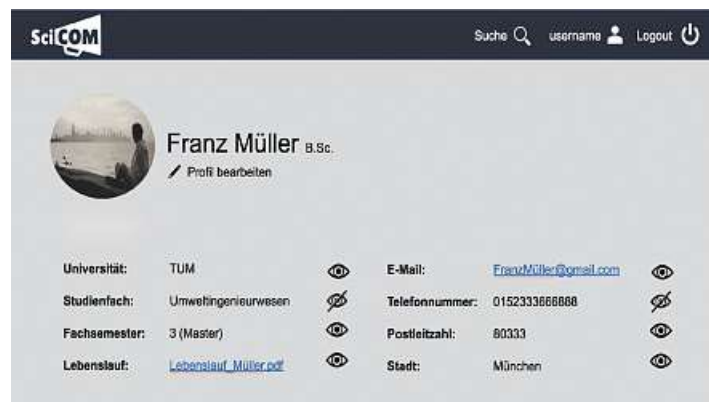 SciCOM
Suche username Logout
Franz Müller B.Sc.
Profil bearbeiten
Universität: TUM E-Mail: FranzMüller@gmail.com
Studienfach: Umweltingenieurwesen Telefonnummer: 0152333666888
Fachsemester: 3 (Master) Postleitzahl: 80333
Lebenslauf: Lebenslauf_Müller.pdf Stadt: München